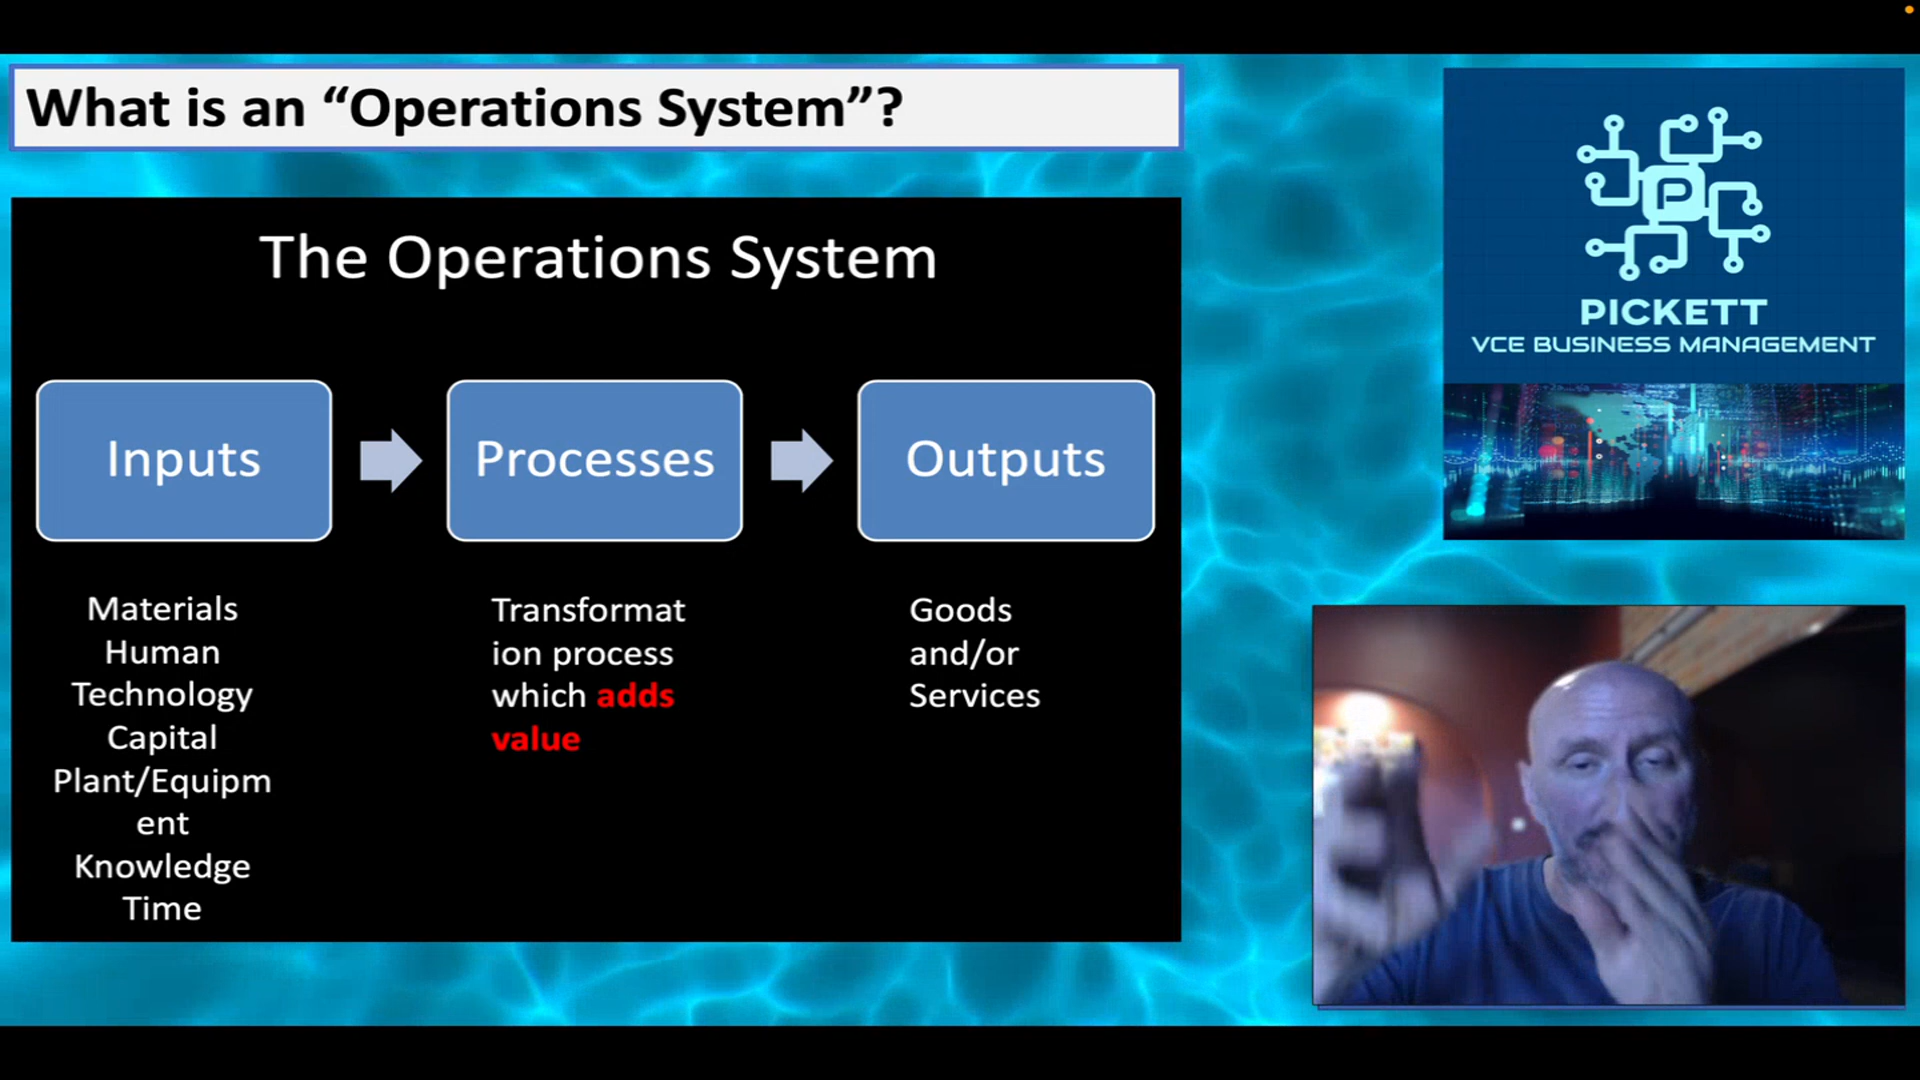 What is an “Operations System”?
The Operations System
Inputs
Processes
Outputs
Materials
Human
Technology
Capital
Plant/Equipm
ent
Knowledge
Time
Transformat
ion process
which adds
value
Goods
and/or
Services
P
PICKETT
VCE BUSINESS MANAGEMENT